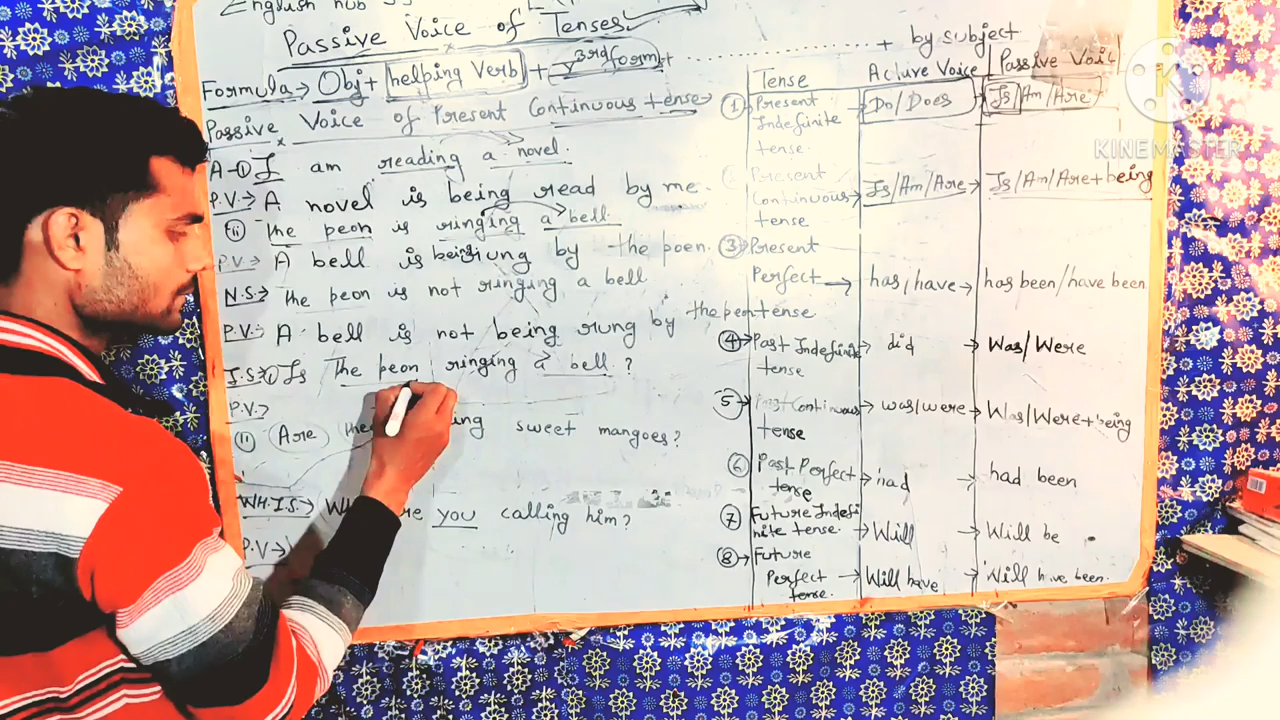 English hub
Passive Voice of Tenses
Formula → Obj + helping verb + v 3rd form + .......... + by subject
Passive Voice of Present Continuous tense
A-① I am reading a novel.
P.V.→ A novel is being read by me.
(ii) The peon is ringing a bell.
P.V.→ A bell is being rung by the poen.
N.S.→ The peon is not ringing a bell
P.V.→ A bell is not being rung by the peon
I.S.→① Is The peon ringing a bell ?
P.V.→
(ii) Are sweet mangoes?
WH.I.S.→ you calling him?
P.V→
Tense Acture Voice Passive Voic
① Present Indefinite tense. → Do/Does → Is/Am/Are
Present Continuous tense → Is/Am/Are → Is/Am/Are+being
③→ Present Perfect tense → has/have → has been/have been
④→ Past Indefinite tense → did → Was/Were
5→ Past Continuous tense → was/were → Was/Were+being
⑥ Past Perfect tense → had → had been
⑦ Future Indefinite tense. → Will → Will be
⑧→ Future Perfect tense. → Will have → Will have been.
KINEMASTER